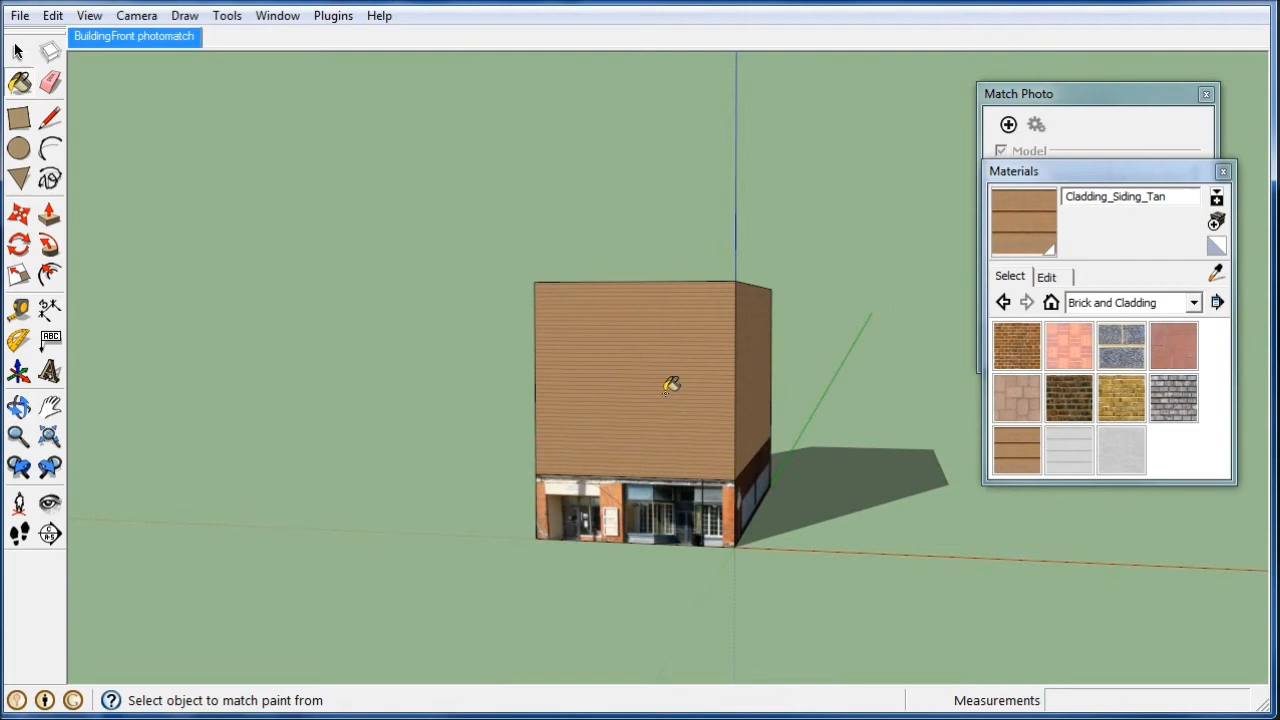 File Edit View Camera Draw Tools Window Plugins Help
BuildingFront photomatch
Match Photo
Model
Materials
Cladding_Siding_Tan
Select Edit
Brick and Cladding
ABC
Select object to match paint from
Measurements